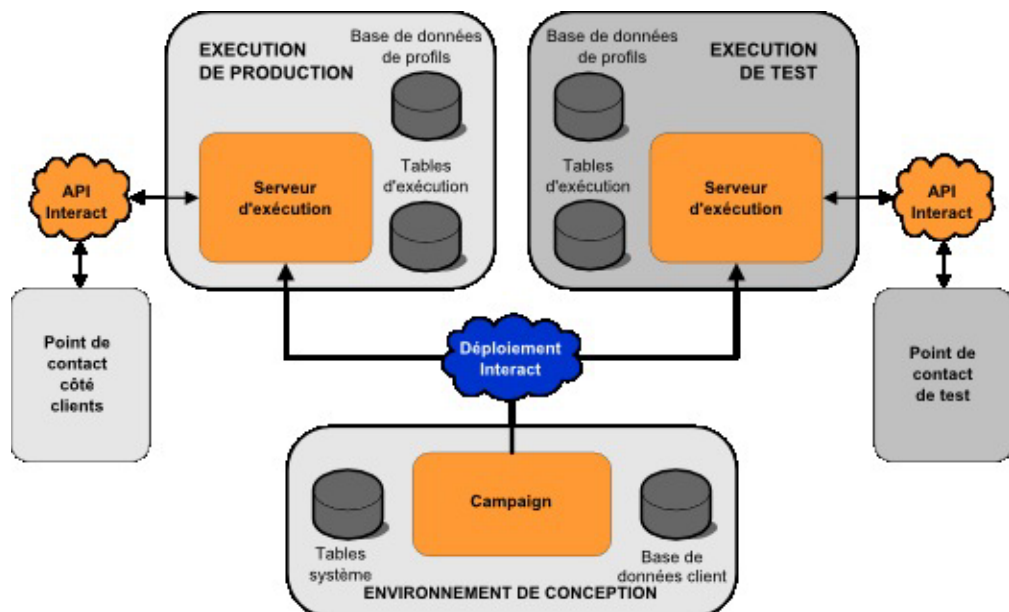 EXECUTION
DE PRODUCTION
Base de données
de profils
Tables
d'exécution
Serveur
d'exécution
API
Interact
Point de
contact
côté
clients
Base de données
de profils
EXECUTION
DE TEST
Tables
d'exécution
Serveur
d'exécution
API
Interact
Point de
contact
de test
Déploiement
Interact
Campaign
Tables
système
Base de
données client
ENVIRONNEMENT DE CONCEPTION